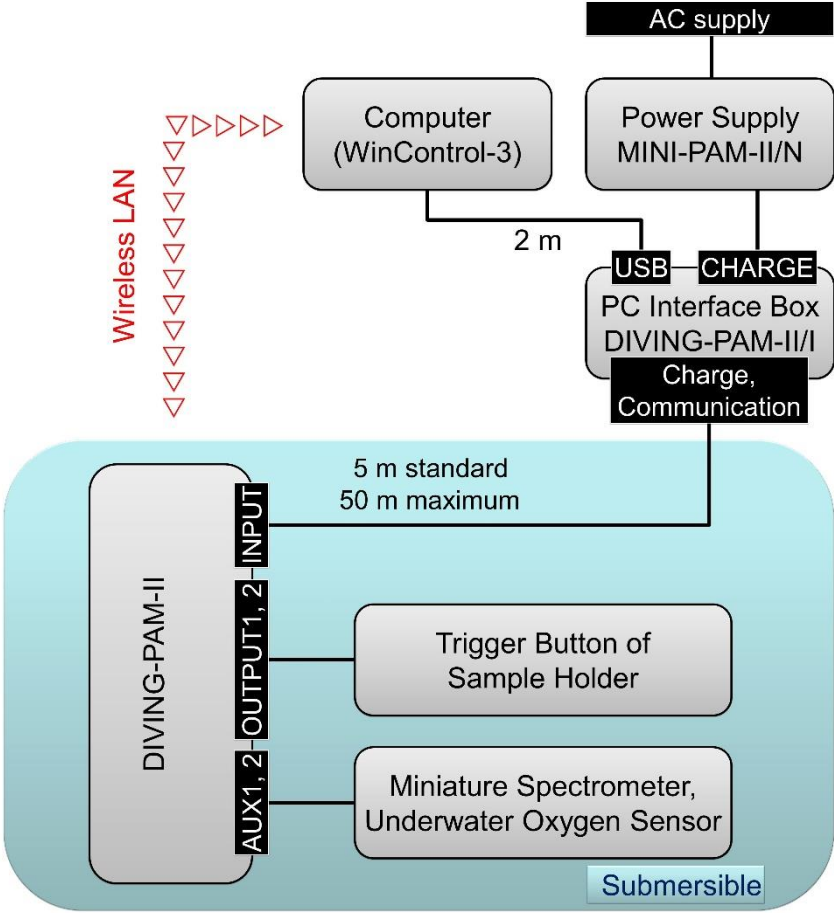 AC supply
Computer
(WinControl-3)
Power Supply
MINI-PAM-II/N
Wireless LAN
2 m
USB
CHARGE
PC Interface Box
DIVING-PAM-II/I
Charge,
Communication
5 m standard
50 m maximum
DIVING-PAM-II
INPUT
OUTPUT1, 2
AUX1, 2
Trigger Button of
Sample Holder
Miniature Spectrometer,
Underwater Oxygen Sensor
Submersible